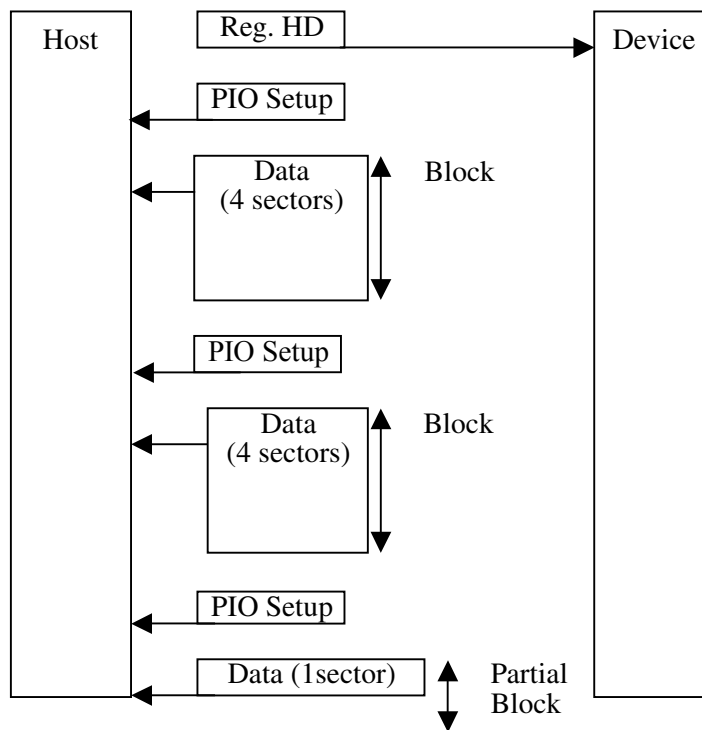 Host
Reg. HD
Device
PIO Setup
Data
(4 sectors)
Block
PIO Setup
Data
(4 sectors)
Block
PIO Setup
Data (1sector)
Partial
Block